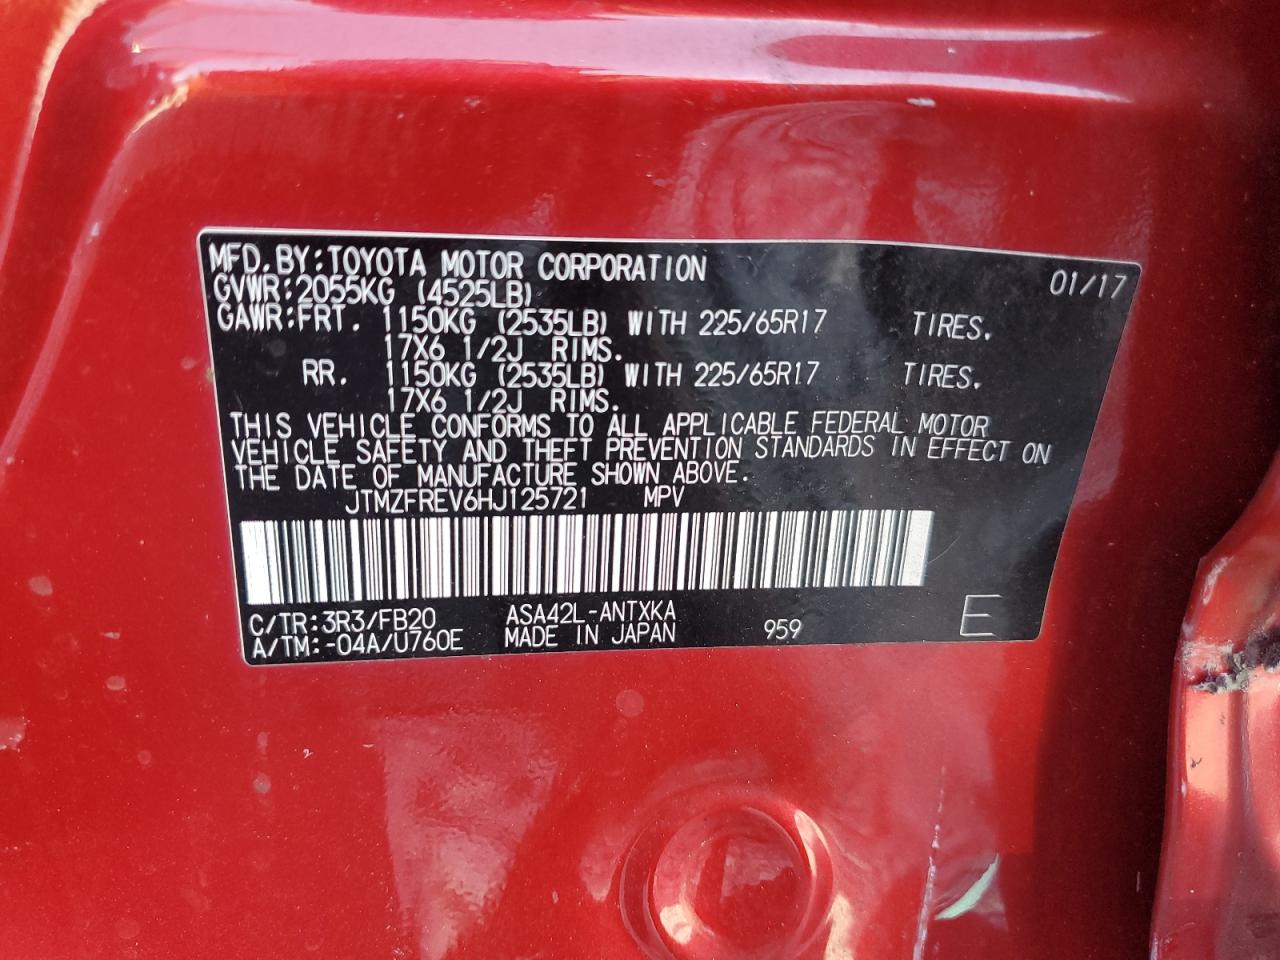 MFD.BY:TOYOTA MOTOR CORPORATION 01/17
GVWR:2055KG (4525LB)
GAWR:FRT. 1150KG (2535LB) WITH 225/65R17 TIRES.
17X6 1/2J RIMS.
RR. 1150KG (2535LB) WITH 225/65R17 TIRES.
17X6 1/2J RIMS.
THIS VEHICLE CONFORMS TO ALL APPLICABLE FEDERAL MOTOR
VEHICLE SAFETY AND THEFT PREVENTION STANDARDS IN EFFECT ON
THE DATE OF MANUFACTURE SHOWN ABOVE.
JTMZFREV6HJ125721 MPV
C/TR:3R3/FB20 ASA42L-ANTXKA
A/TM:-04A/U760E MADE IN JAPAN 959 E